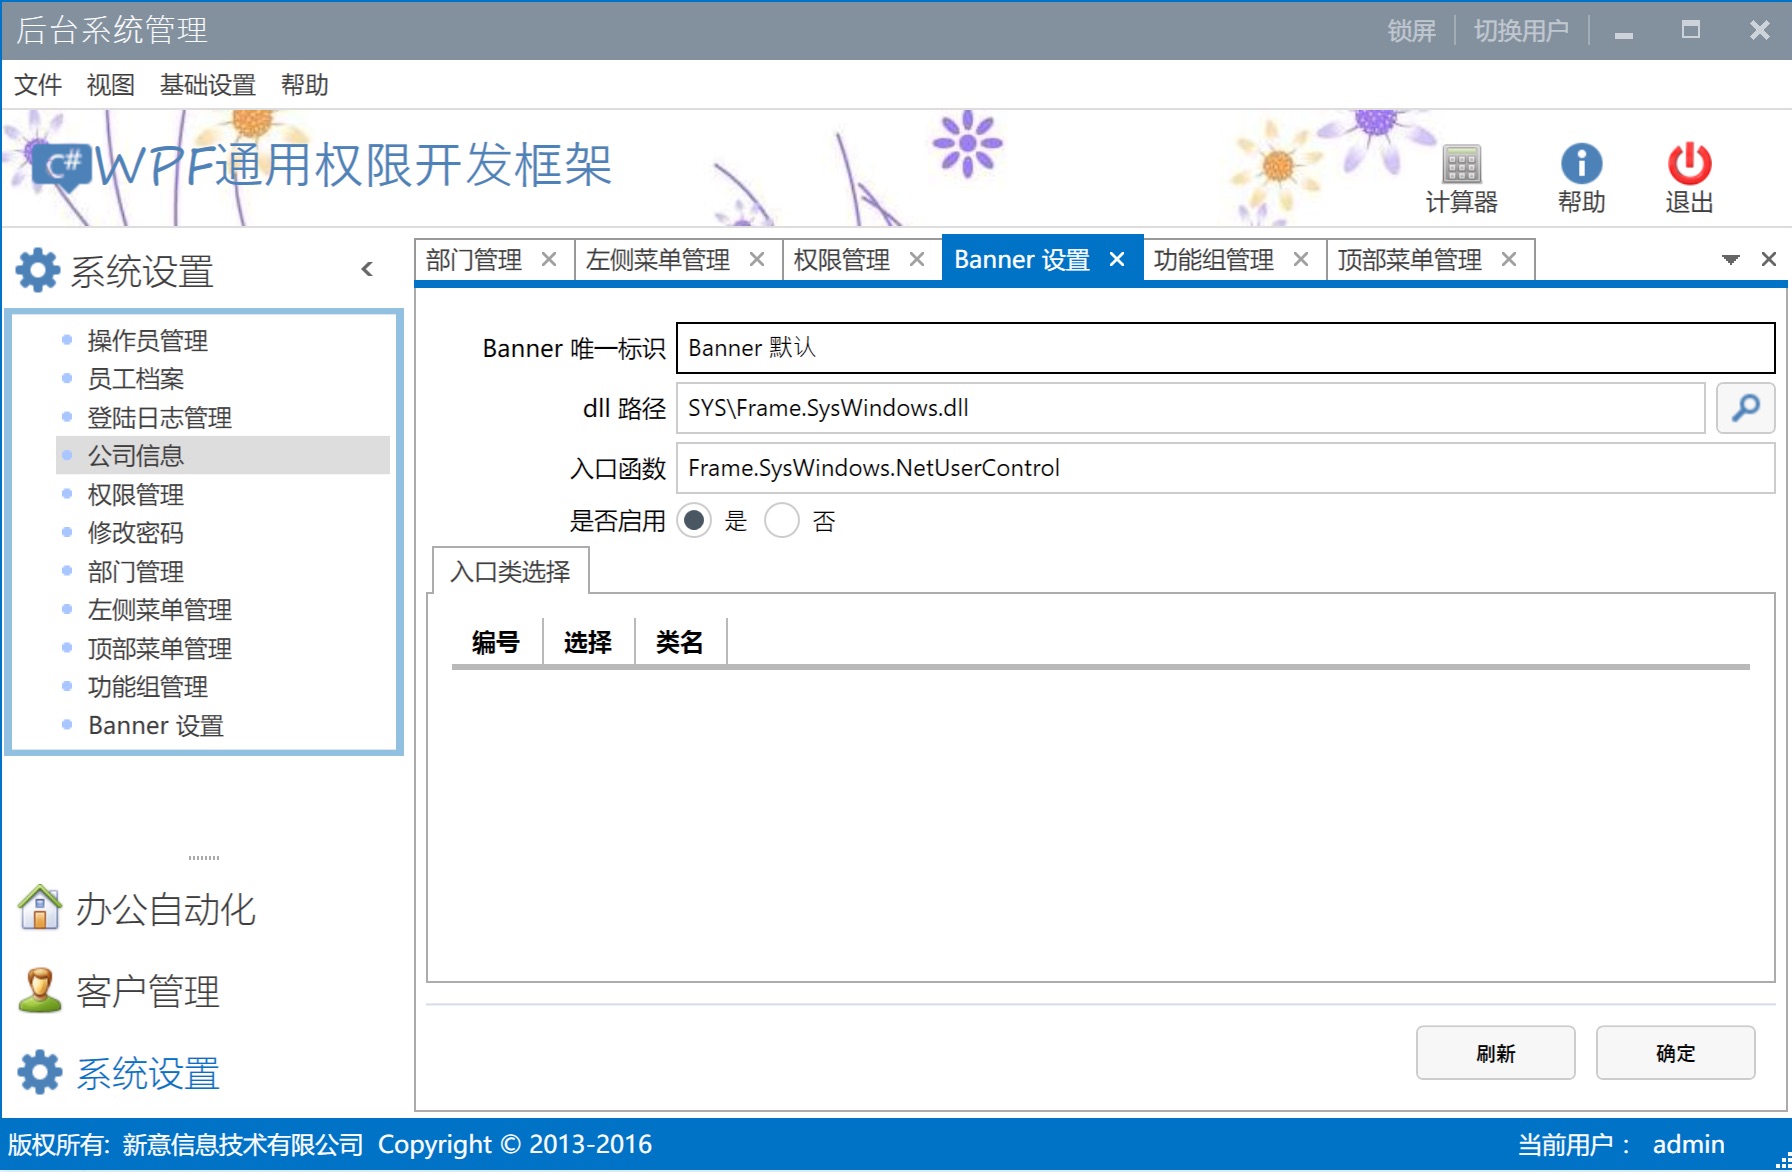 后台系统管理
锁屏 切换用户
文件 视图 基础设置 帮助
C# WPF通用权限开发框架
计算器 帮助 退出
系统设置
操作员管理
员工档案
登陆日志管理
公司信息
权限管理
修改密码
部门管理
左侧菜单管理
顶部菜单管理
功能组管理
Banner 设置
办公自动化
客户管理
系统设置
部门管理 左侧菜单管理 权限管理 Banner 设置 功能组管理 顶部菜单管理
Banner 唯一标识 Banner 默认
dll 路径 SYS\Frame.SysWindows.dll
入口函数 Frame.SysWindows.NetUserControl
是否启用 是 否
入口类选择
编号 选择 类名
刷新 确定
版权所有: 新意信息技术有限公司 Copyright © 2013-2016
当前用户： admin